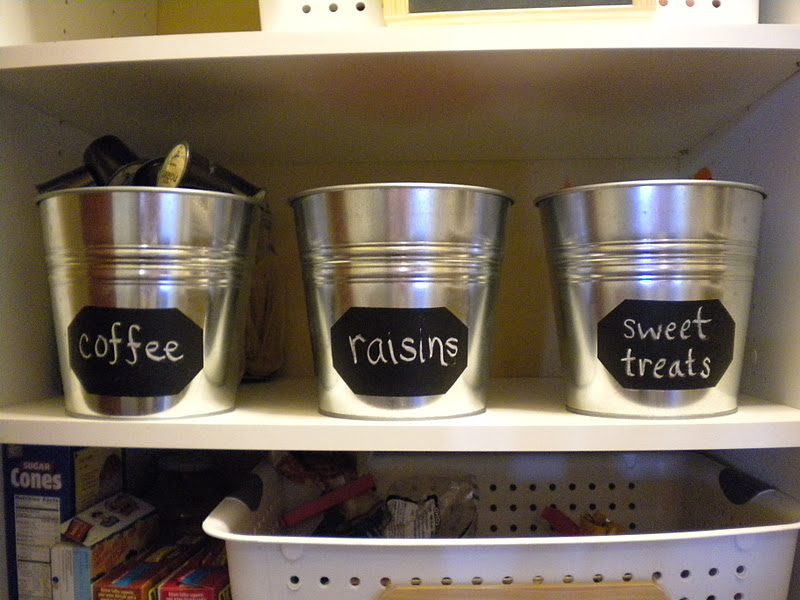 coffee
raisins
sweet
treats
SUGAR
Cones